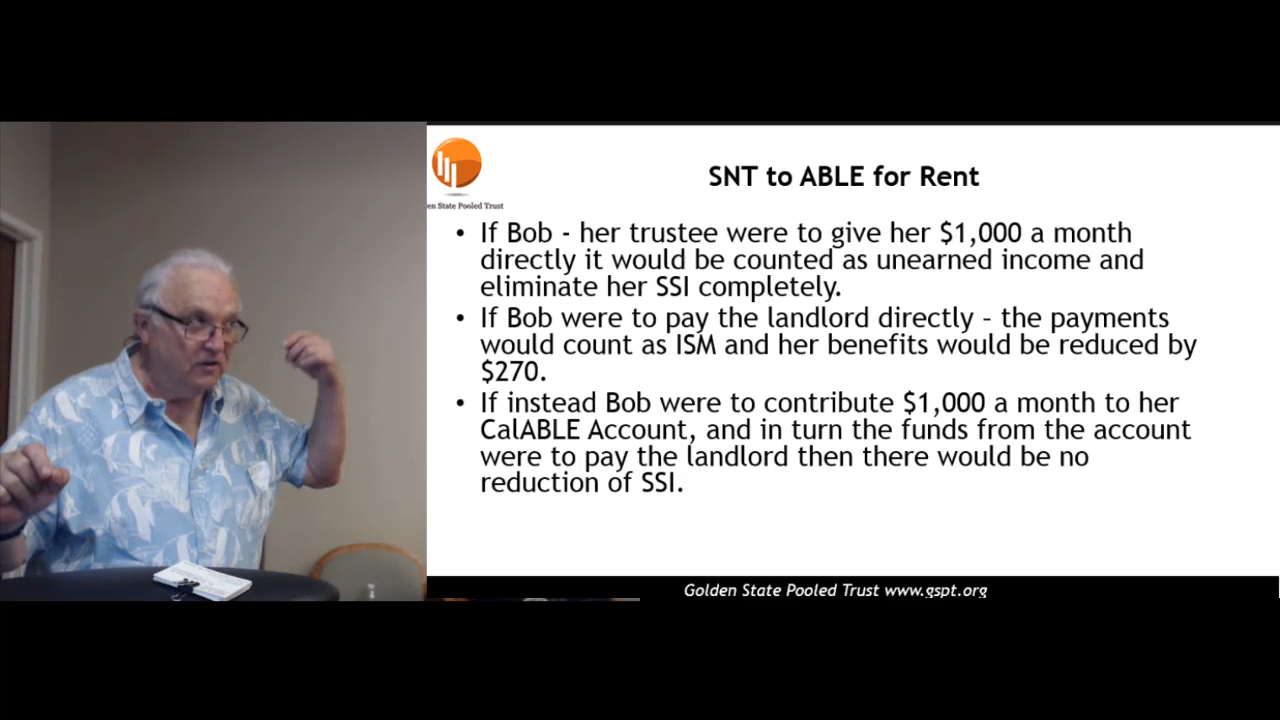 SNT to ABLE for Rent
en State Pooled Trust
• If Bob - her trustee were to give her $1,000 a month
directly it would be counted as unearned income and
eliminate her SSI completely.
• If Bob were to pay the landlord directly – the payments
would count as ISM and her benefits would be reduced by
$270.
• If instead Bob were to contribute $1,000 a month to her
CalABLE Account, and in turn the funds from the account
were to pay the landlord then there would be no
reduction of SSI.
Golden State Pooled Trust www.gspt.org